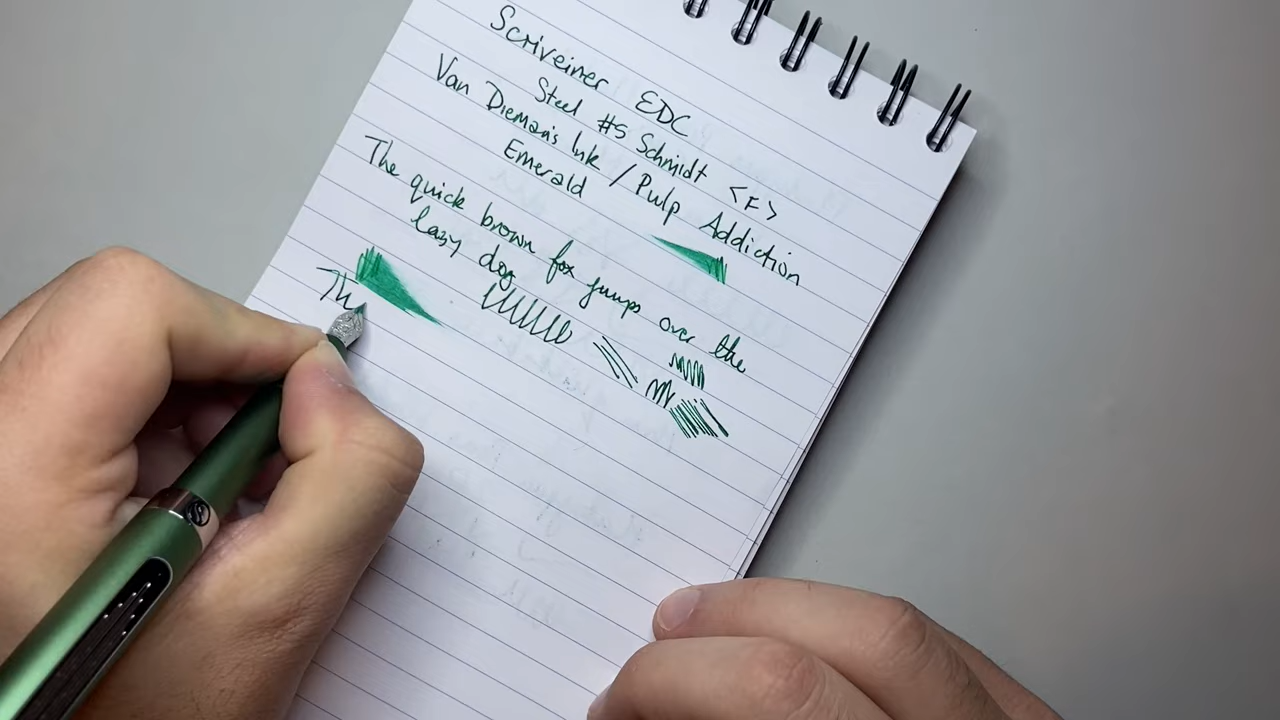 Scriveiner EDC
Steel #5 Schmidt <F>
Van Dieman's Ink / Pulp Addiction
Emerald
The quick brown fox jumps over the
lazy dog
Th